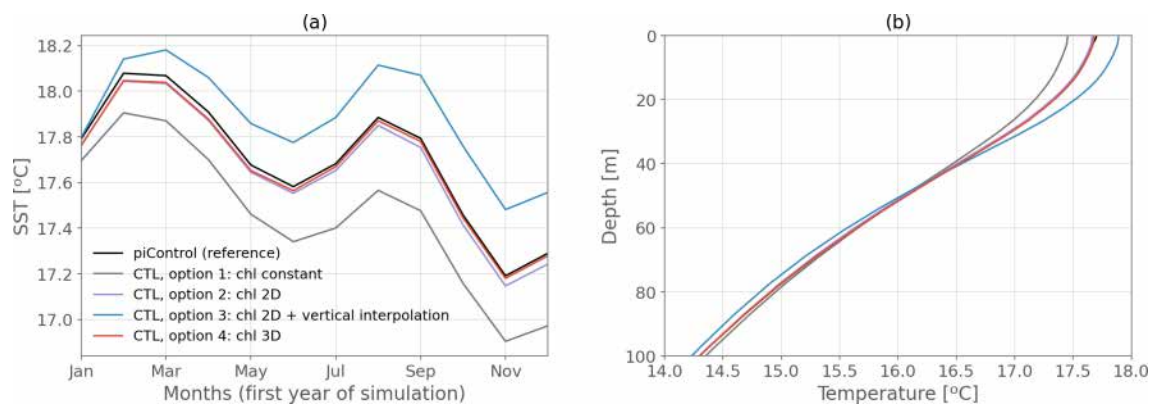 (a)
18.2
18.0
17.8
17.6
17.4
17.2
17.0
SST [ºC]
piControl (reference)
CTL, option 1: chl constant
CTL, option 2: chl 2D
CTL, option 3: chl 2D + vertical interpolation
CTL, option 4: chl 3D
Jan Mar May Jul Sep Nov
Months (first year of simulation)
(b)
0
20
40
60
80
100
Depth [m]
14.0 14.5 15.0 15.5 16.0 16.5 17.0 17.5 18.0
Temperature [ºC]